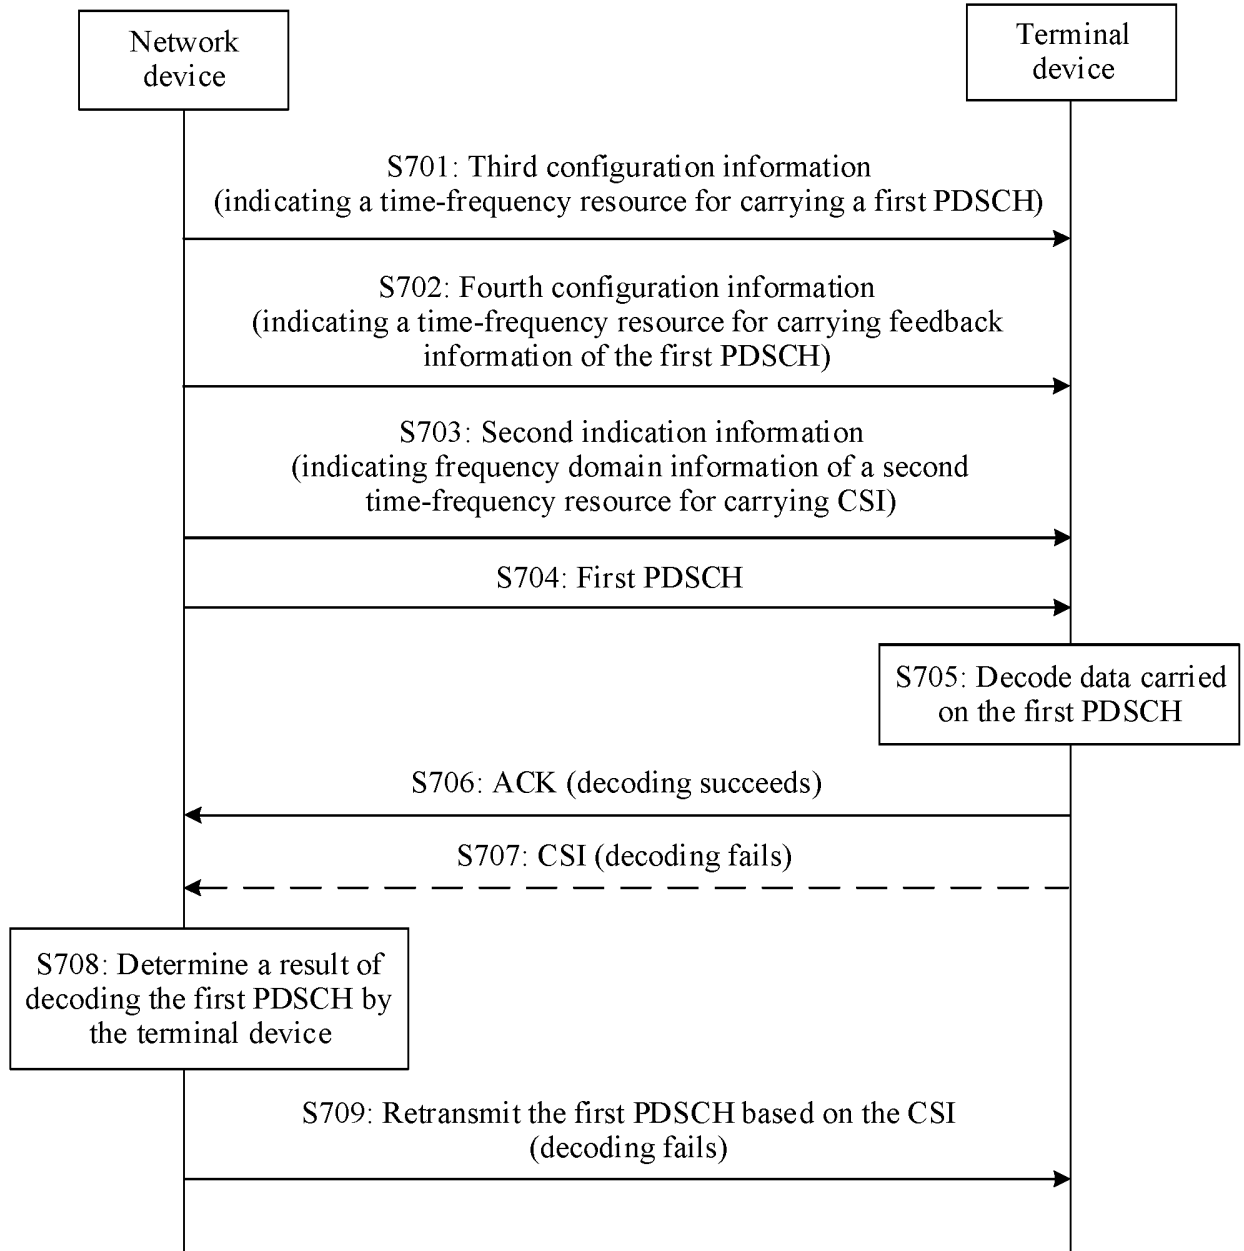 Network
device
Terminal
device
S701: Third configuration information
(indicating a time-frequency resource for carrying a first PDSCH)
S702: Fourth configuration information
(indicating a time-frequency resource for carrying feedback
information of the first PDSCH)
S703: Second indication information
(indicating frequency domain information of a second
time-frequency resource for carrying CSI)
S704: First PDSCH
S705: Decode data carried
on the first PDSCH
S706: ACK (decoding succeeds)
S707: CSI (decoding fails)
S708: Determine a result of
decoding the first PDSCH by
the terminal device
S709: Retransmit the first PDSCH based on the CSI
(decoding fails)